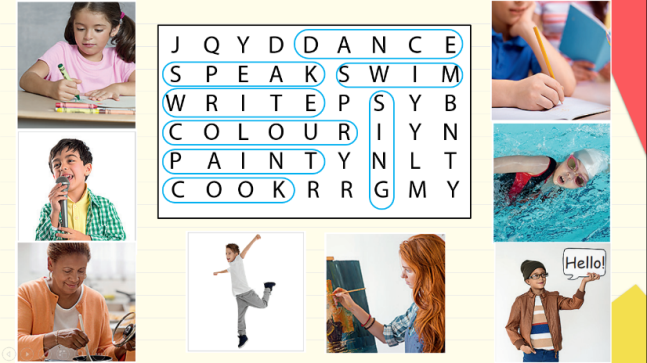 J Q Y D D A N C E
S P E A K S W I M
W R I T E P S Y B
C O L O U R I Y N
P A I N T Y N L T
C O O K R R G M Y
Hello!